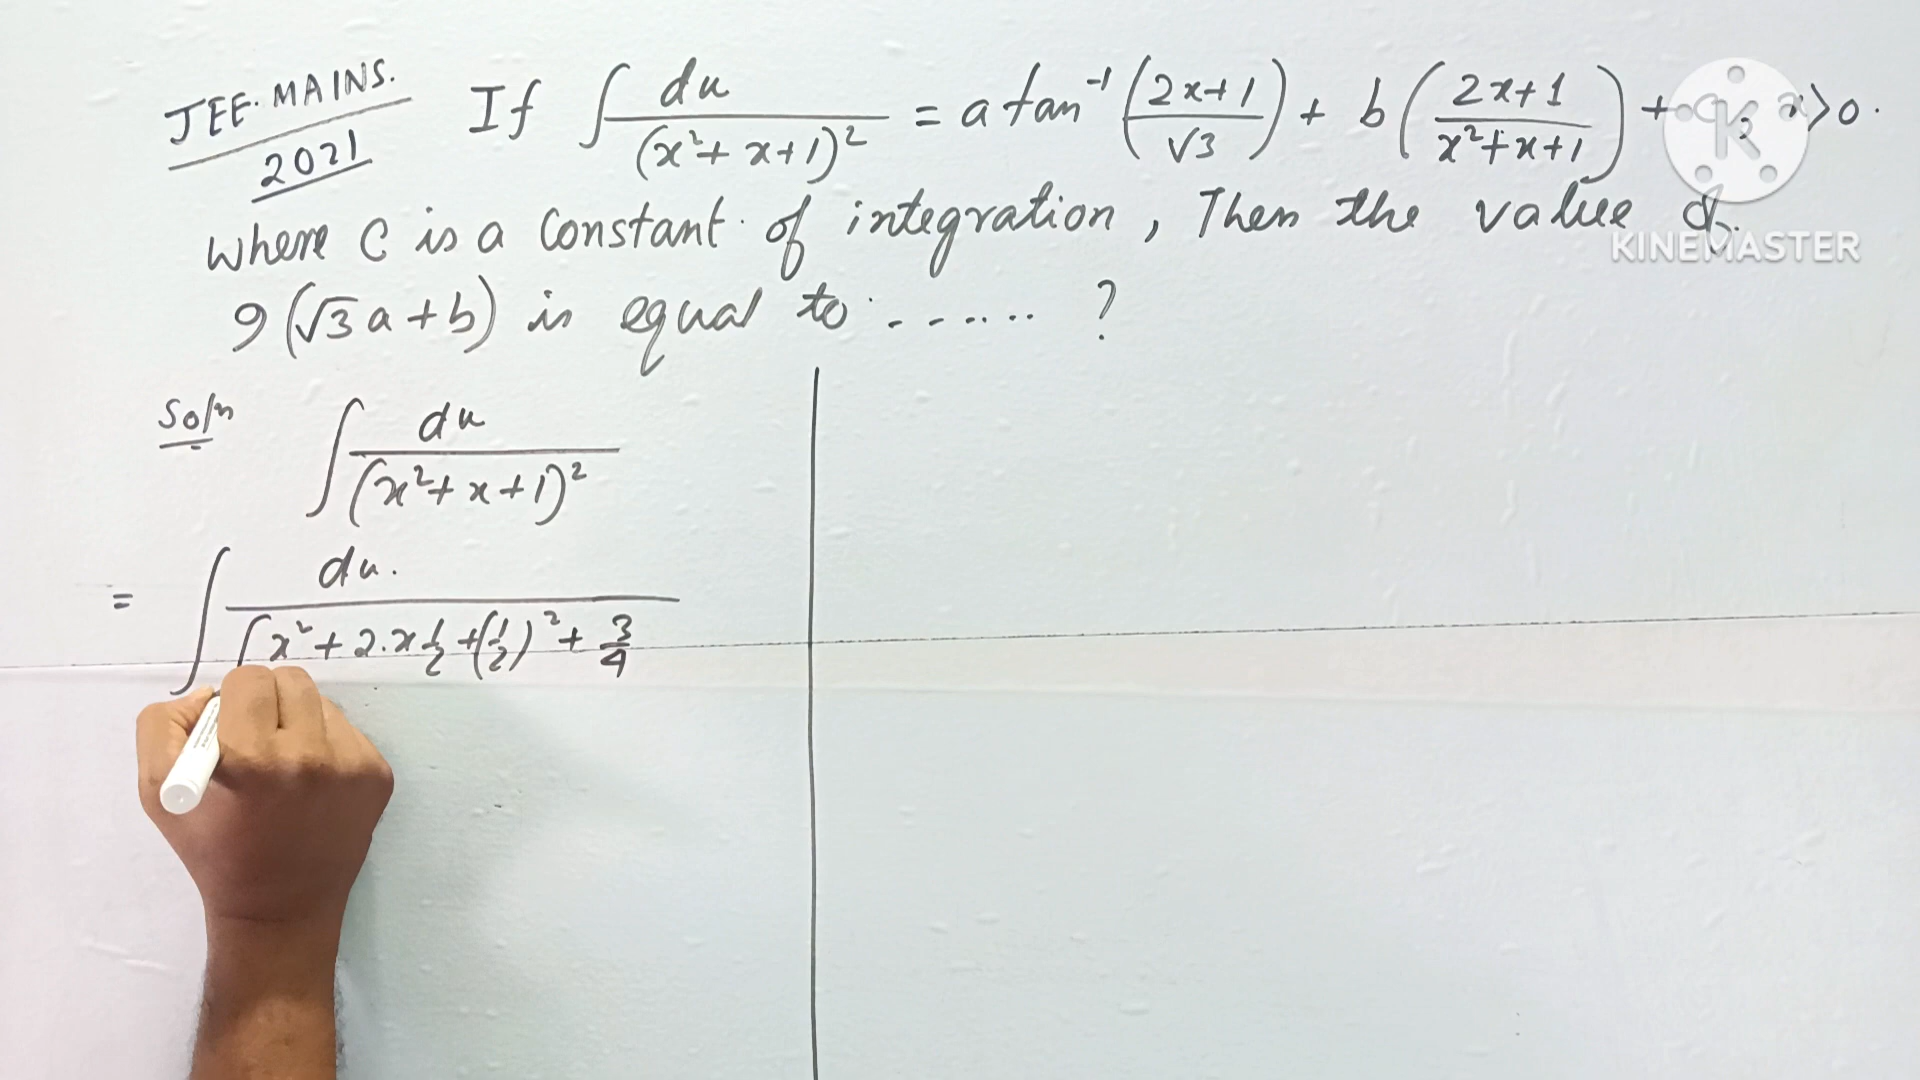 JEE. MAINS.
2021
If ∫ du/(x²+x+1)² = a tan⁻¹(2x+1/√3) + b(2x+1/x²+x+1) + C, x>0.
where C is a constant of integration, Then the value of.
9(√3a+b) is equal to ...... ?
KINEMASTER
Soln
∫ du/(x²+x+1)²
= ∫ du./(x²+2.x 1/2+(1/2)²+3/4